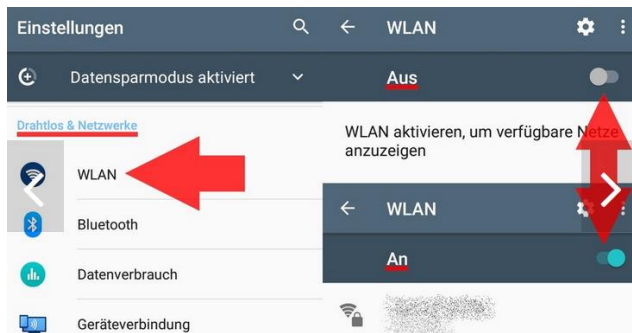 Einstellungen
Datensparmodus aktiviert
Drahtlos & Netzwerke
WLAN
Bluetooth
Datenverbrauch
Geräteverbindung
WLAN
Aus
WLAN aktivieren, um verfügbare Netze
anzuzeigen
WLAN
An